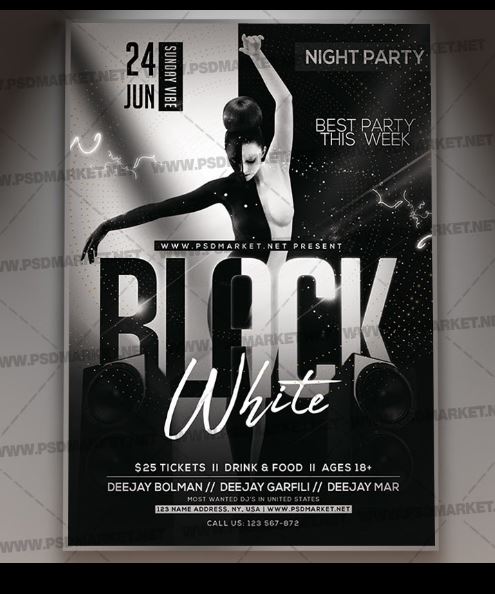 24
JUN
SUNDAY VIBE
NIGHT PARTY
BEST PARTY
THIS WEEK
WWW.PSDMARKET.NET PRESENT
BLACK
White
$25 TICKETS II DRINK & FOOD II AGES 18+
DEEJAY BOLMAN // DEEJAY GARFILI // DEEJAY MAR
MOST WANTED DJ'S IN UNITED STATES
123 NAME ADDRESS, NY, USA | WWW.PSDMARKET.NET
CALL US: 123 567-872
WWW.PSDMARKET.NET